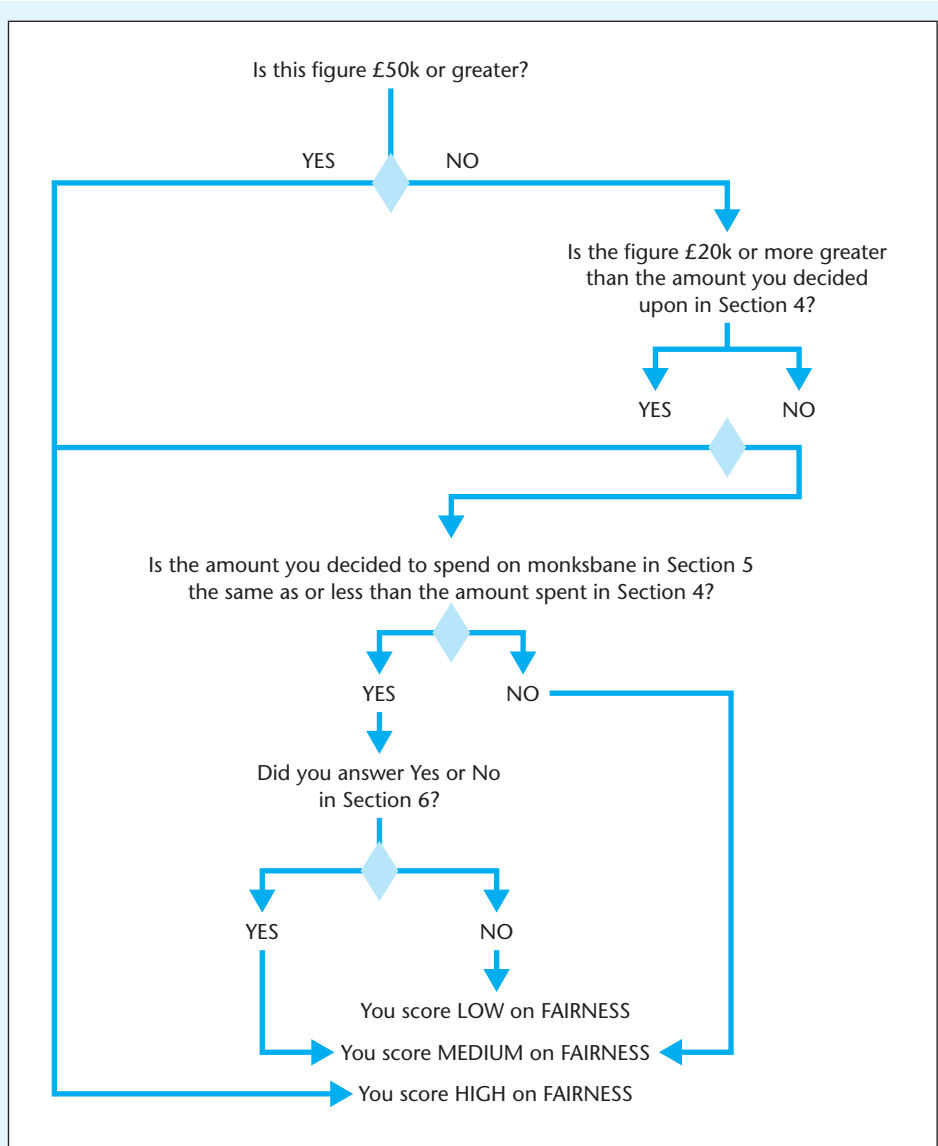 Is this figure £50k or greater?
YES NO
Is the figure £20k or more greater
than the amount you decided
upon in Section 4?
YES NO
Is the amount you decided to spend on monksbane in Section 5
the same as or less than the amount spent in Section 4?
YES NO
Did you answer Yes or No
in Section 6?
YES NO
You score LOW on FAIRNESS
You score MEDIUM on FAIRNESS
You score HIGH on FAIRNESS